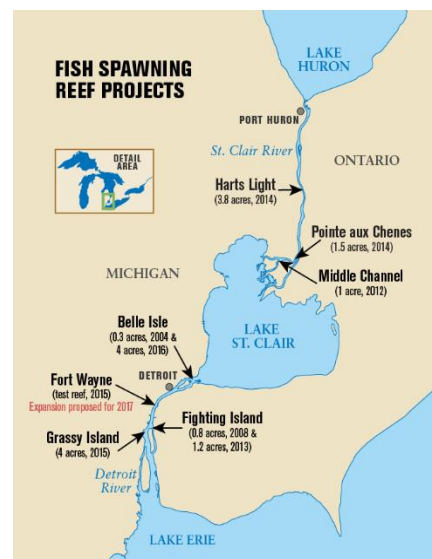 LAKE
HURON
FISH SPAWNING
REEF PROJECTS
PORT HURON
St. Clair River
ONTARIO
DETAIL
AREA
Harts Light
(3.8 acres, 2014)
Pointe aux Chenes
(1.5 acres, 2014)
MICHIGAN
Middle Channel
(1 acre, 2012)
Belle Isle
(0.3 acres, 2004 &
4 acres, 2016)
LAKE
ST. CLAIR
DETROIT
Fort Wayne
(test reef, 2015)
Expansion proposed for 2017
Fighting Island
(0.8 acres, 2008 &
1.2 acres, 2013)
Grassy Island
(4 acres, 2015)
Detroit
River
LAKE ERIE